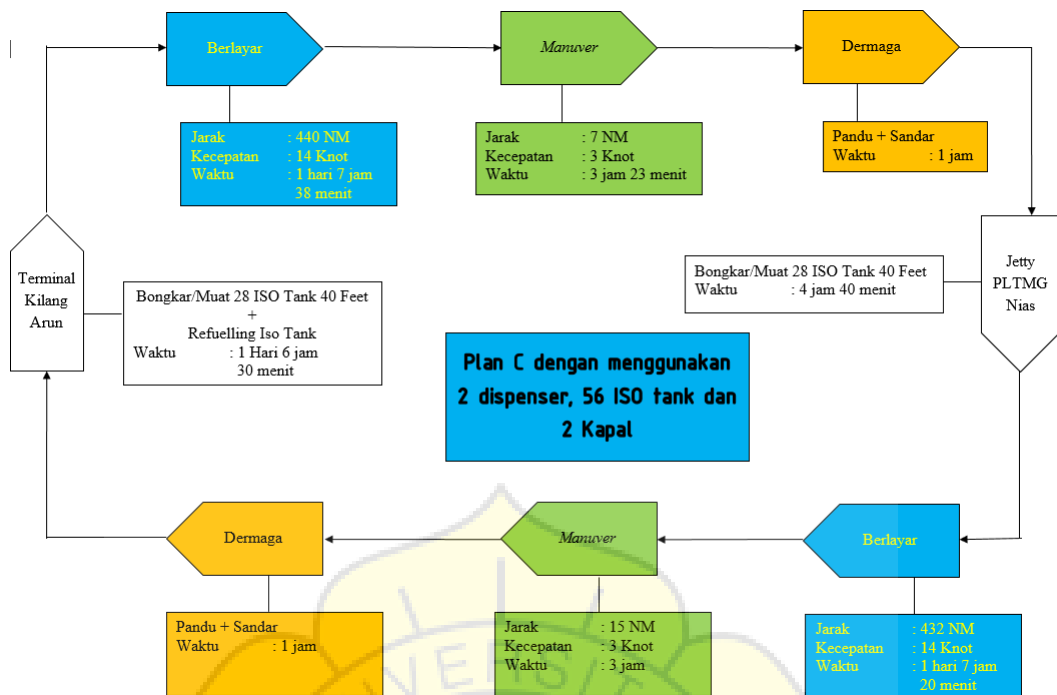 Berlayar
Manuver
Dermaga
Jarak : 440 NM
Kecepatan : 14 Knot
Waktu : 1 hari 7 jam
38 menit
Jarak : 7 NM
Kecepatan : 3 Knot
Waktu : 3 jam 23 menit
Pandu + Sandar
Waktu : 1 jam
Terminal
Kilang
Arun
Bongkar/Muat 28 ISO Tank 40 Feet
+
Refuelling Iso Tank
Waktu : 1 Hari 6 jam
30 menit
Bongkar/Muat 28 ISO Tank 40 Feet
Waktu : 4 jam 40 menit
Jetty
PLTMG
Nias
Plan C dengan menggunakan
2 dispenser, 56 ISO tank dan
2 Kapal
Dermaga
Manuver
Berlayar
Pandu + Sandar
Waktu : 1 jam
Jarak : 15 NM
Kecepatan : 3 Knot
Waktu : 3 jam
Jarak : 432 NM
Kecepatan : 14 Knot
Waktu : 1 hari 7 jam
20 menit